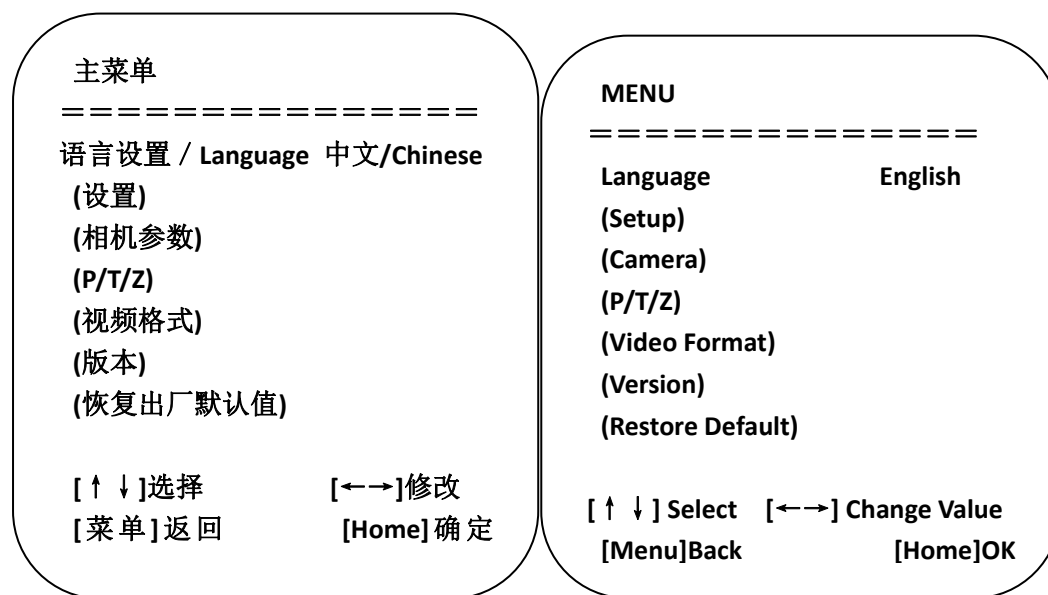 主菜单
===============
语言设置 / Language 中文/Chinese
(设置)
(相机参数)
(P/T/Z)
(视频格式)
(版本)
(恢复出厂默认值)
[↑↓]选择 [←→]修改
[菜单]返回 [Home]确定
MENU
==============
Language English
(Setup)
(Camera)
(P/T/Z)
(Video Format)
(Version)
(Restore Default)
[↑↓] Select [←→] Change Value
[Menu]Back [Home]OK